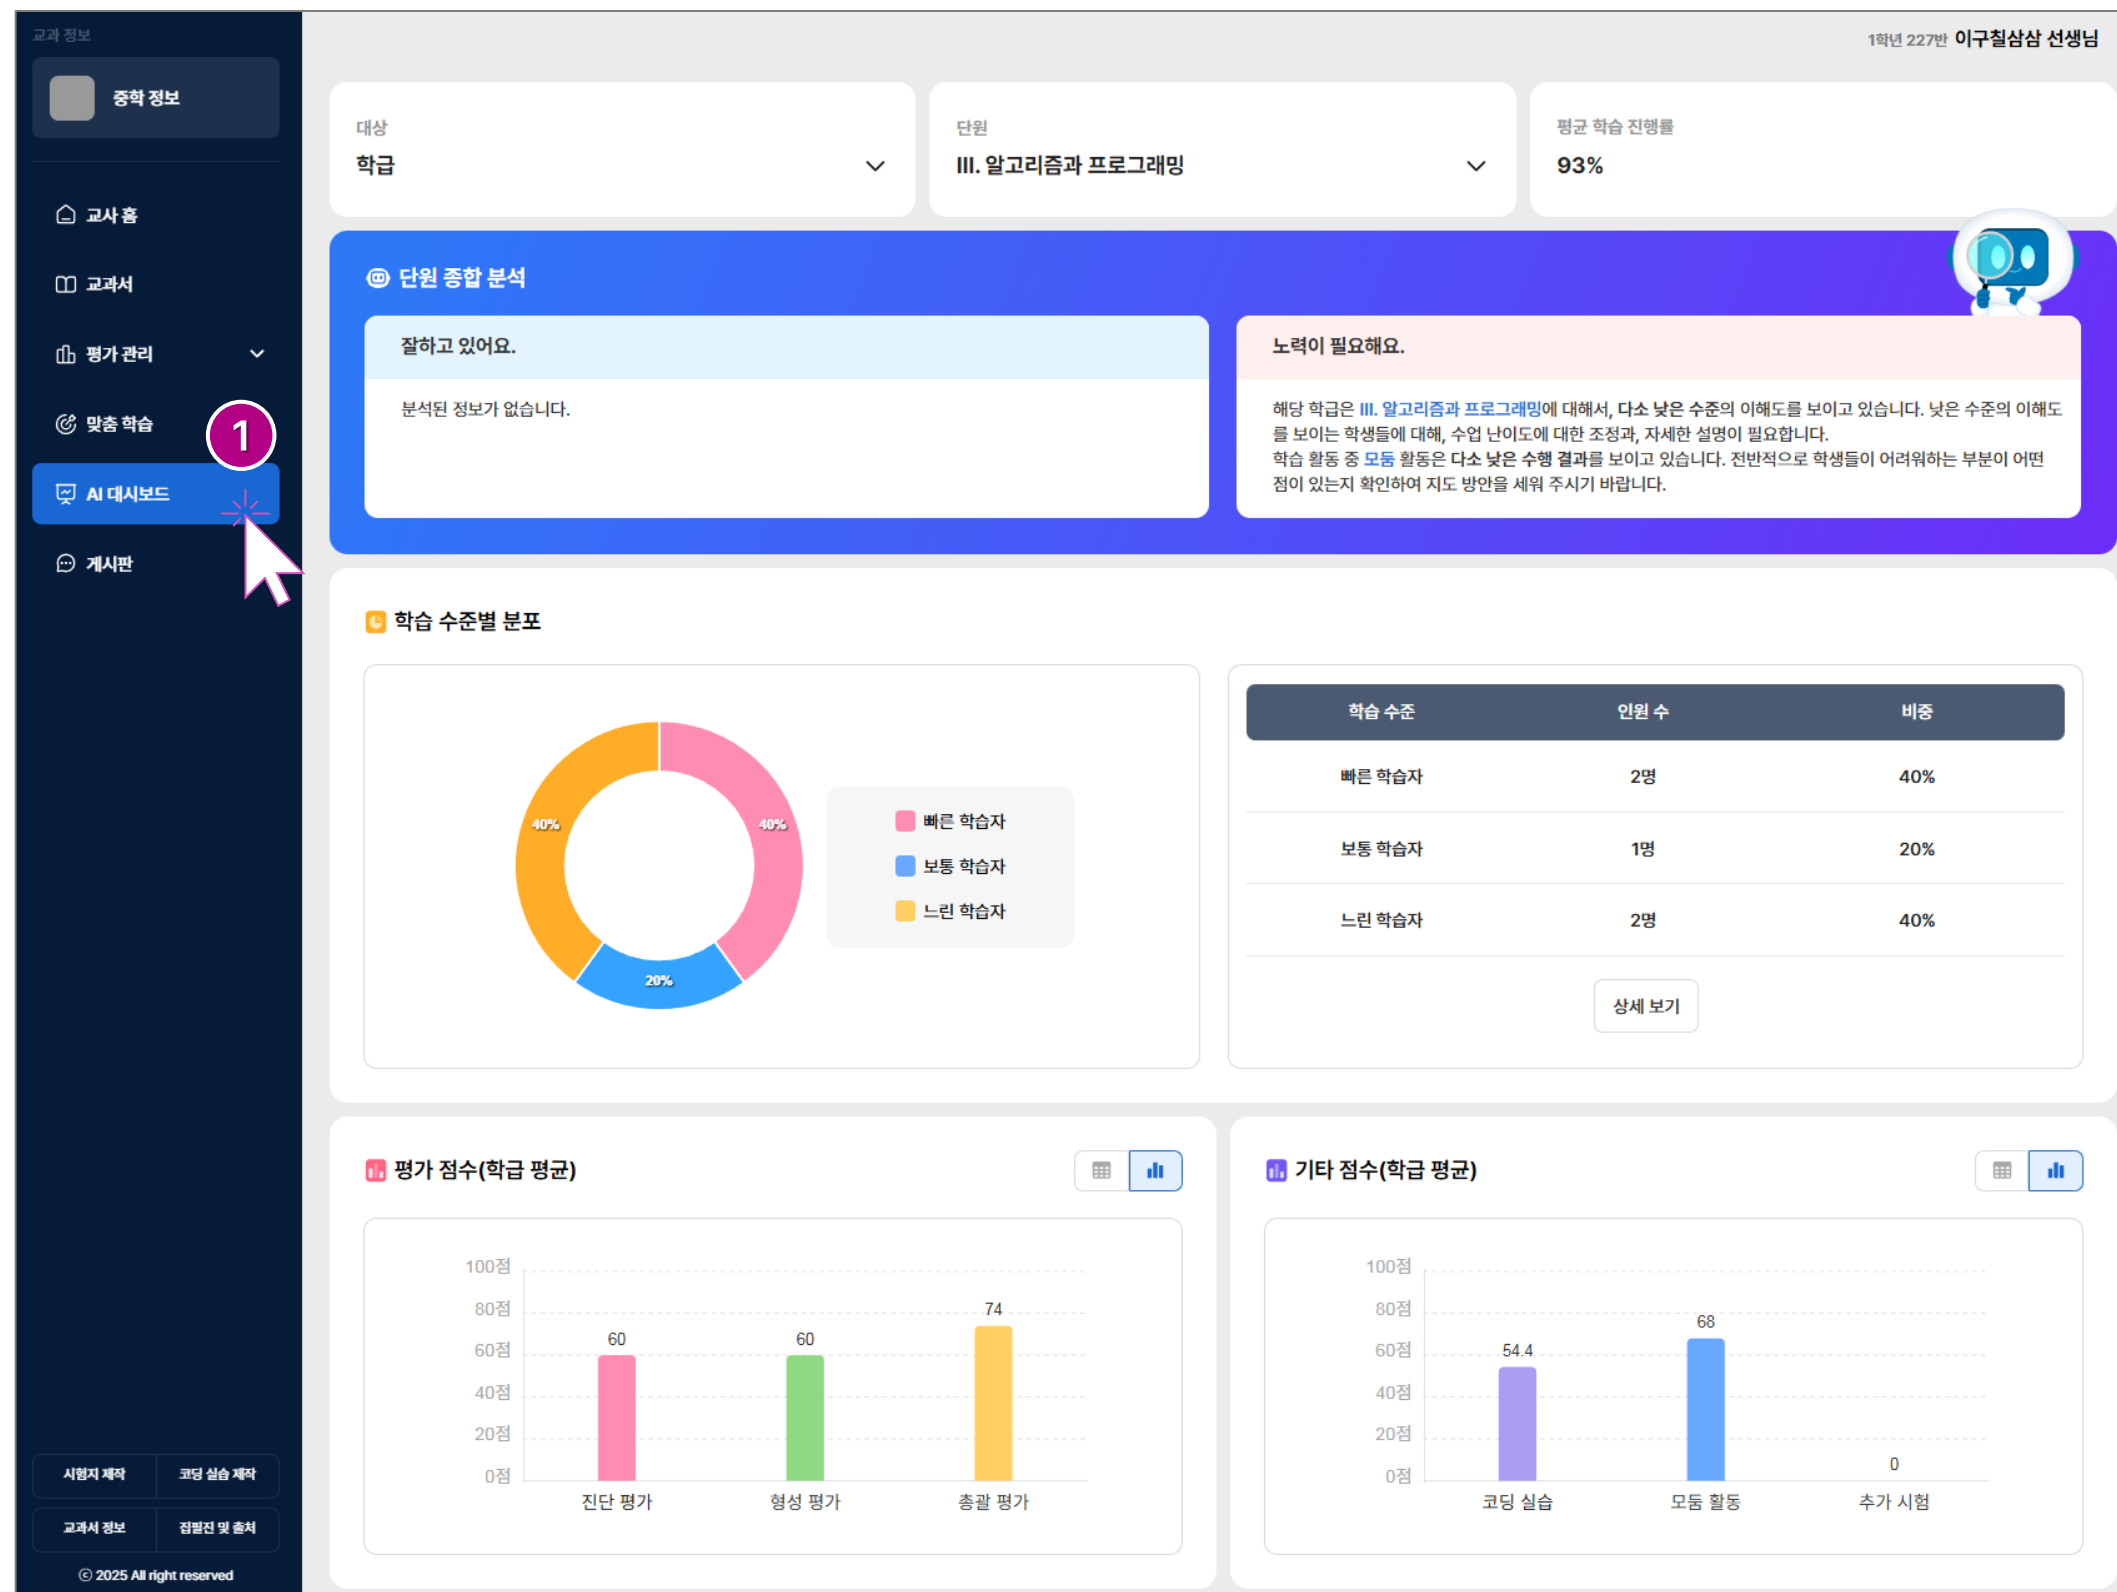 교과 정보
중학 정보
교사 홈
교과서
평가 관리
맞춤 학습
1
AI 대시보드
게시판
시험지 제작
코딩 실습 제작
교과서 정보
집필진 및 출처
ⓒ 2025 All right reserved
1학년 227반 이구칠삼삼 선생님
대상
학급
단원
III. 알고리즘과 프로그래밍
평균 학습 진행률
93%
단원 종합 분석
잘하고 있어요.
분석된 정보가 없습니다.
노력이 필요해요.
해당 학급은 III. 알고리즘과 프로그래밍에 대해서, 다소 낮은 수준의 이해도를 보이고 있습니다. 낮은 수준의 이해도
를 보이는 학생들에 대해, 수업 난이도에 대한 조정과, 자세한 설명이 필요합니다.
학습 활동 중 모둠 활동은 다소 낮은 수행 결과를 보이고 있습니다. 전반적으로 학생들이 어려워하는 부분이 어떤
점이 있는지 확인하여 지도 방안을 세워 주시기 바랍니다.
학습 수준별 분포
40%
40%
20%
빠른 학습자
보통 학습자
느린 학습자
학습 수준 인원 수 비중
빠른 학습자 2명 40%
보통 학습자 1명 20%
느린 학습자 2명 40%
상세 보기
평가 점수(학급 평균)
100점
80점
60점
40점
20점
0점
60
60
74
진단 평가
형성 평가
총괄 평가
기타 점수(학급 평균)
100점
80점
60점
40점
20점
0점
54.4
68
0
코딩 실습
모둠 활동
추가 시험